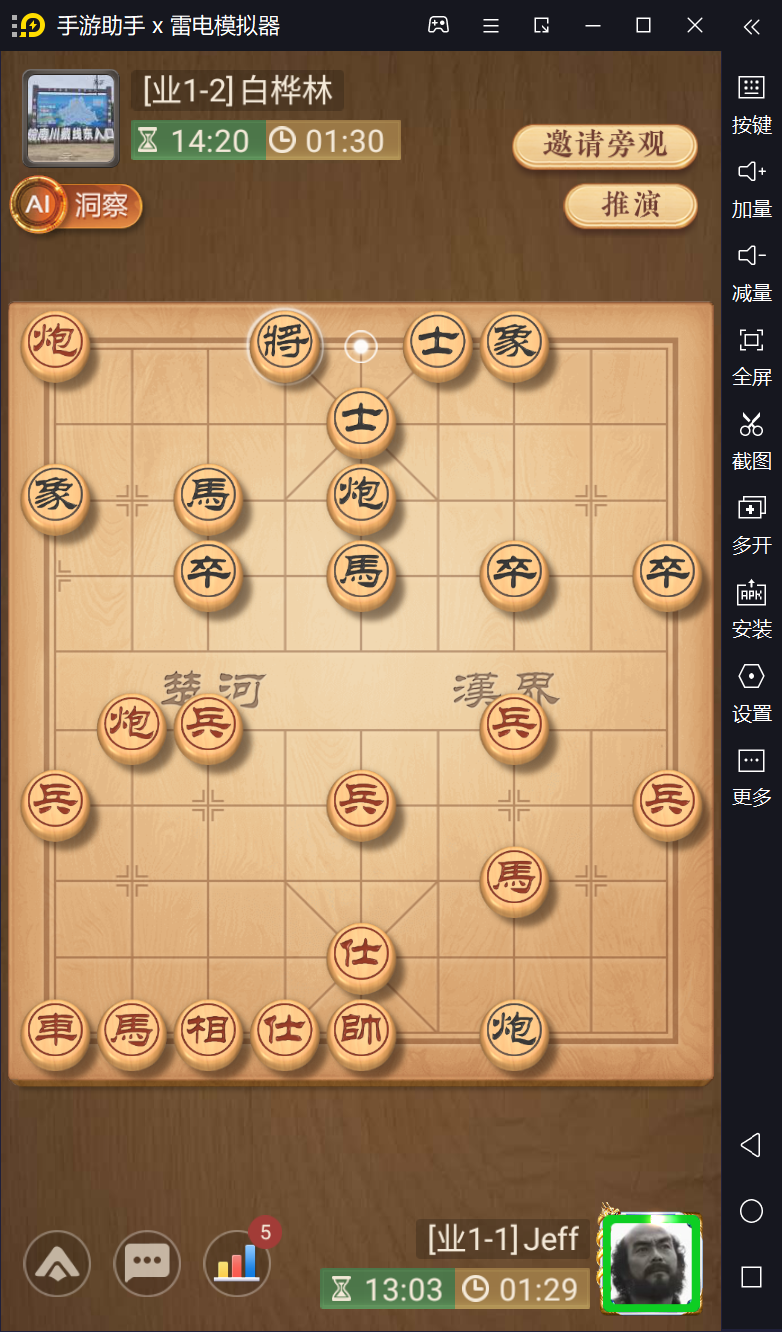 手游助手 x 雷电模拟器
[业1-2] 白桦林
14:20 01:30
邀请旁观
AI 洞察
推演
按键
加量
减量
全屏
截图
多开
APK
安装
设置
更多
炮 將 士 象
士
象 馬 炮
卒 馬 卒 卒
楚河 漢界
炮 兵 兵
兵 兵 兵
馬
仕
車 馬 相 仕 帥 炮
5
[业1-1] Jeff
13:03 01:29